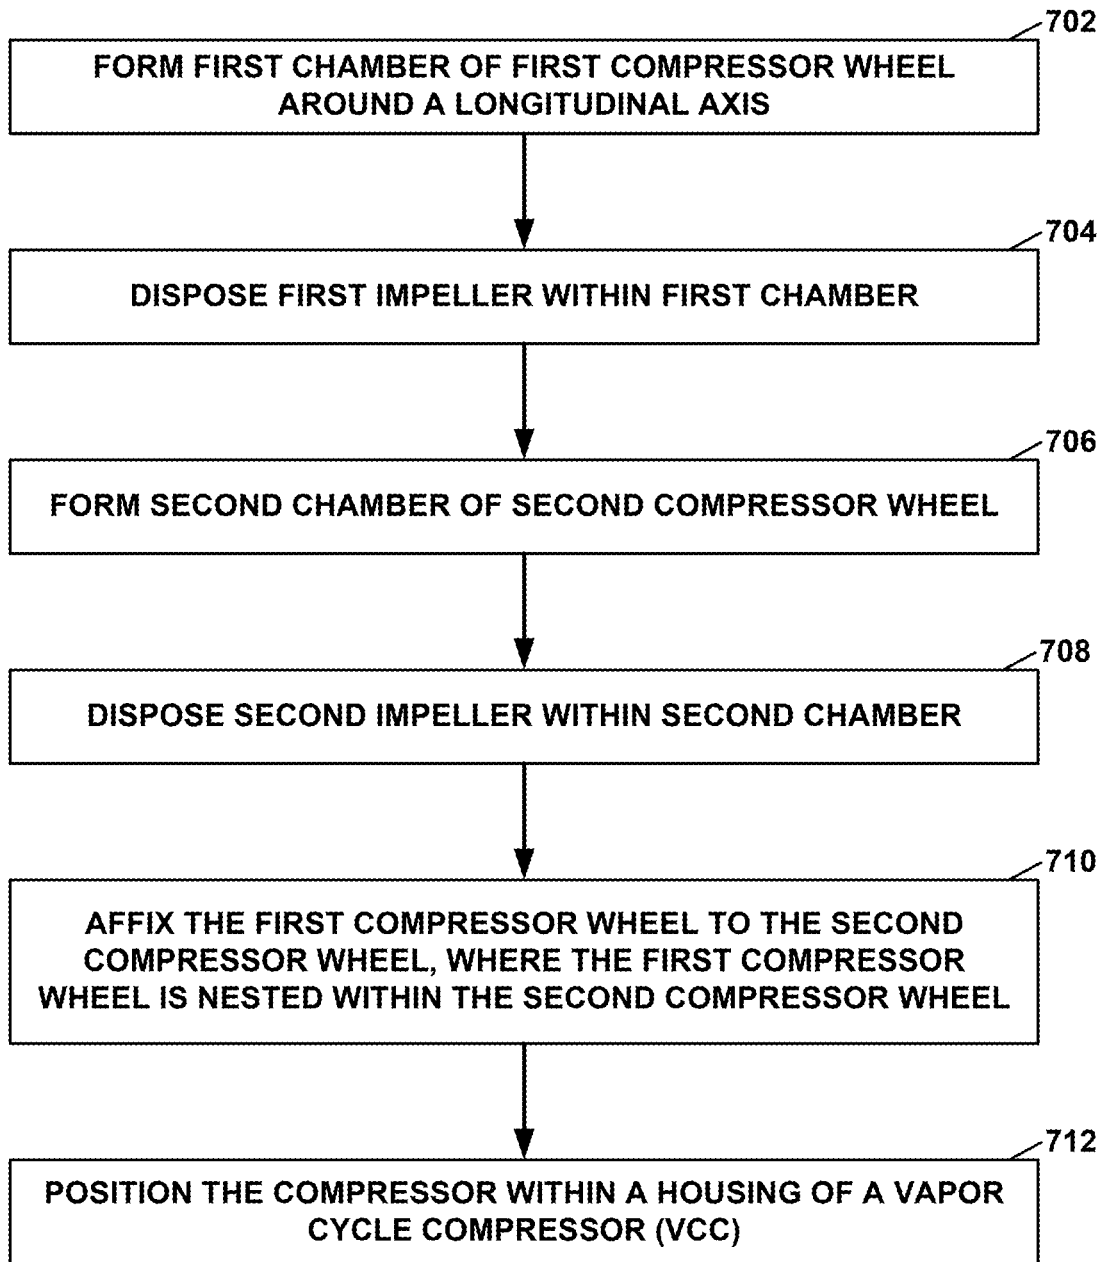 702
FORM FIRST CHAMBER OF FIRST COMPRESSOR WHEEL
AROUND A LONGITUDINAL AXIS
704
DISPOSE FIRST IMPELLER WITHIN FIRST CHAMBER
706
FORM SECOND CHAMBER OF SECOND COMPRESSOR WHEEL
708
DISPOSE SECOND IMPELLER WITHIN SECOND CHAMBER
710
AFFIX THE FIRST COMPRESSOR WHEEL TO THE SECOND
COMPRESSOR WHEEL, WHERE THE FIRST COMPRESSOR
WHEEL IS NESTED WITHIN THE SECOND COMPRESSOR WHEEL
712
POSITION THE COMPRESSOR WITHIN A HOUSING OF A VAPOR
CYCLE COMPRESSOR (VCC)